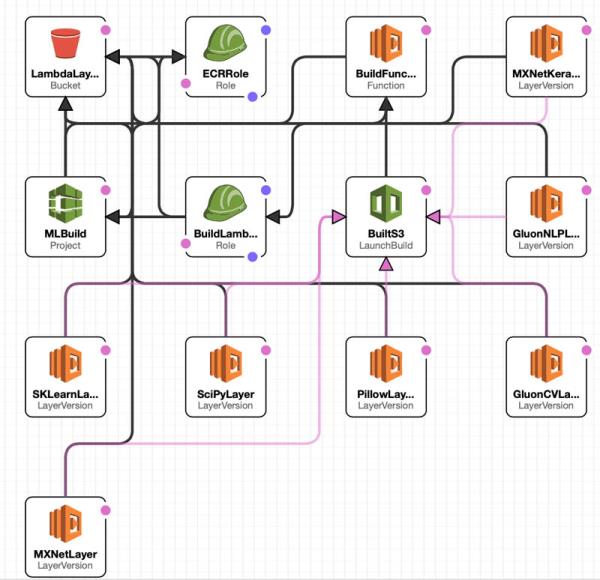 LambdaLay...
Bucket
ECRRole
Role
BuildFunc...
Function
MXNetKera...
LayerVersion
MLBuild
Project
BuildLamb...
Role
BuiltS3
LaunchBuild
GluonNLPL...
LayerVersion
SKLearnLa...
LayerVersion
SciPyLayer
LayerVersion
PillowLay...
LayerVersion
GluonCVLa...
LayerVersion
MXNetLayer
LayerVersion